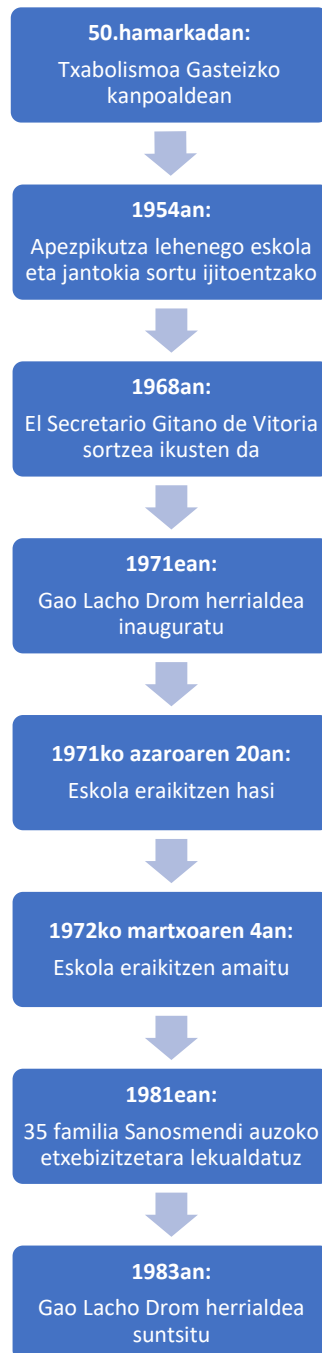 50.hamarkadan:
Txabolismoa Gasteizko
kanpoaldean
1954an:
Apezpikutza lehenego eskola
eta jantokia sortu ijitoentzako
1968an:
El Secretario Gitano de Vitoria
sortzea ikusten da
1971ean:
Gao Lacho Drom herrialdea
inauguratu
1971ko azaroaren 20an:
Eskola eraikitzen hasi
1972ko martxoaren 4an:
Eskola eraikitzen amaitu
1981ean:
35 familia Sanosmendi auzoko
etxebizitzetara lekualdatuz
1983an:
Gao Lacho Drom herrialdea
suntsitu